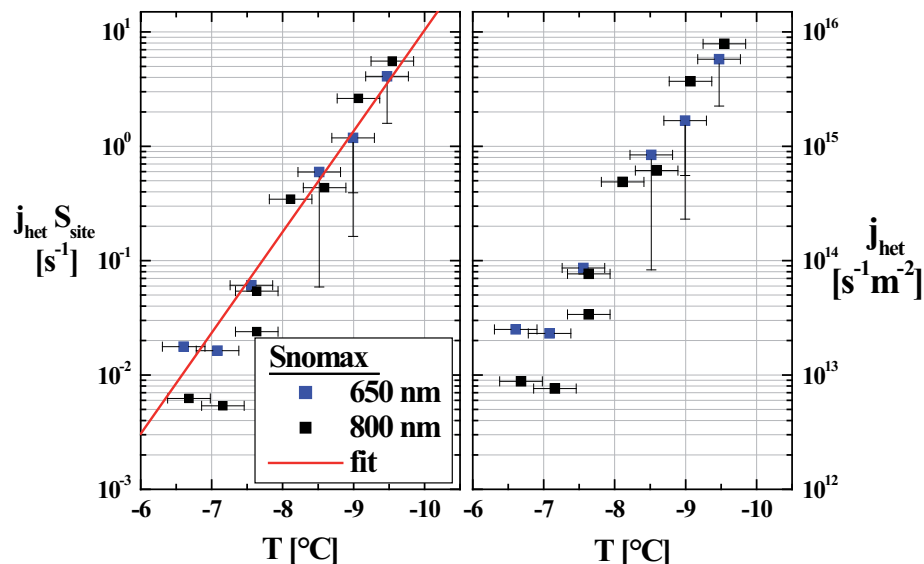 10^1
10^0
10^-1
10^-2
10^-3
j_het S_site
[s^-1]
-6 -7 -8 -9 -10
T [°C]
Snomax
650 nm
800 nm
fit
10^16
10^15
10^14
10^13
10^12
j_het
[s^-1 m^-2]
-6 -7 -8 -9 -10
T [°C]